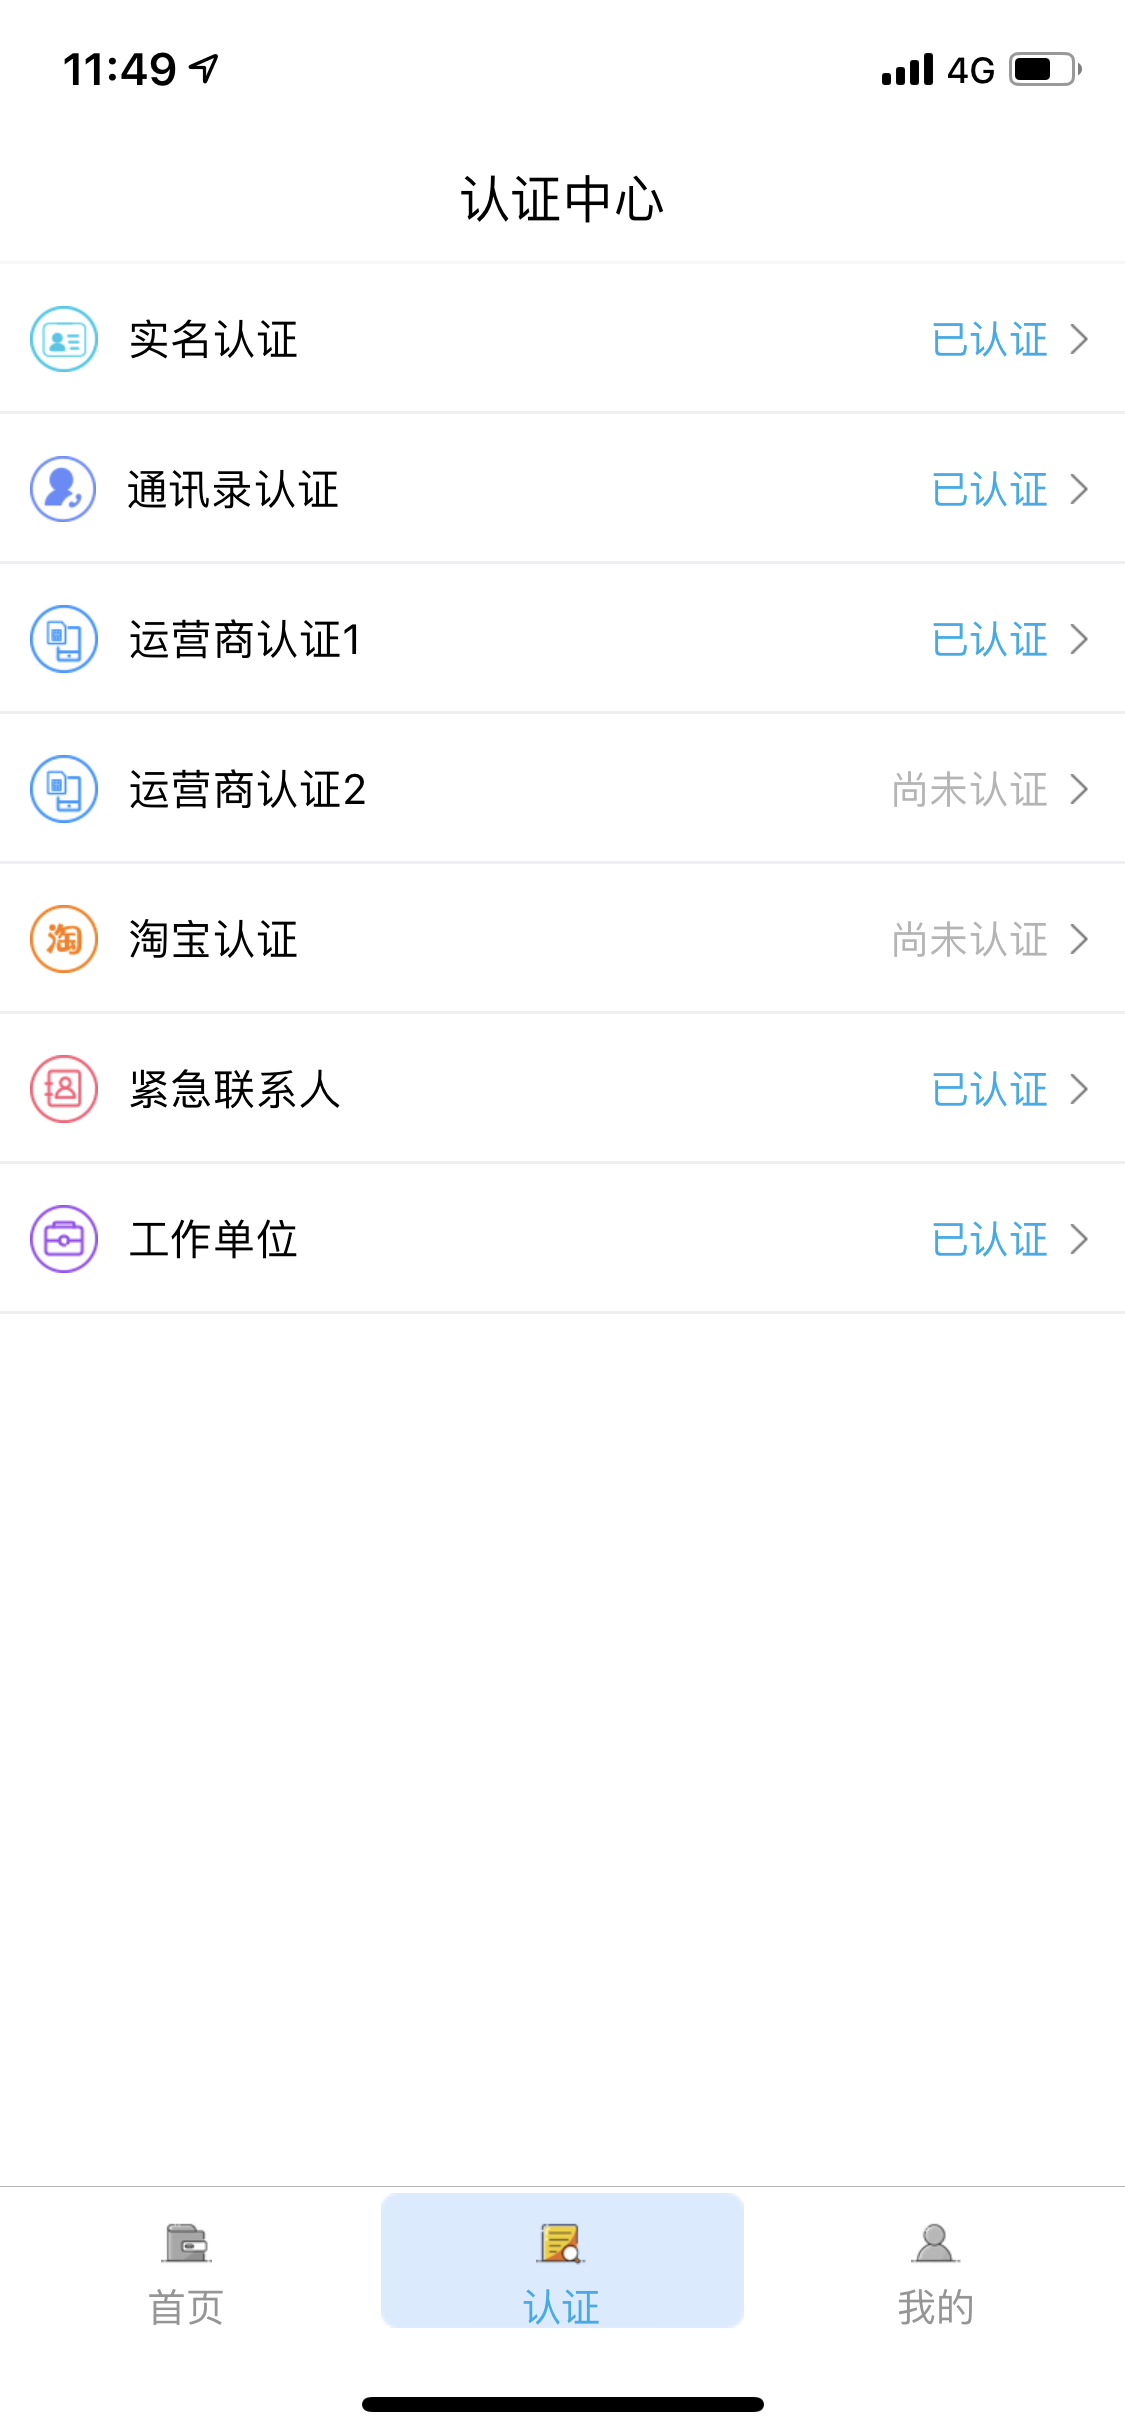 11:49
4G
认证中心
实名认证 已认证
通讯录认证 已认证
运营商认证1 已认证
运营商认证2 尚未认证
淘 淘宝认证 尚未认证
紧急联系人 已认证
工作单位 已认证
首页 认证 我的